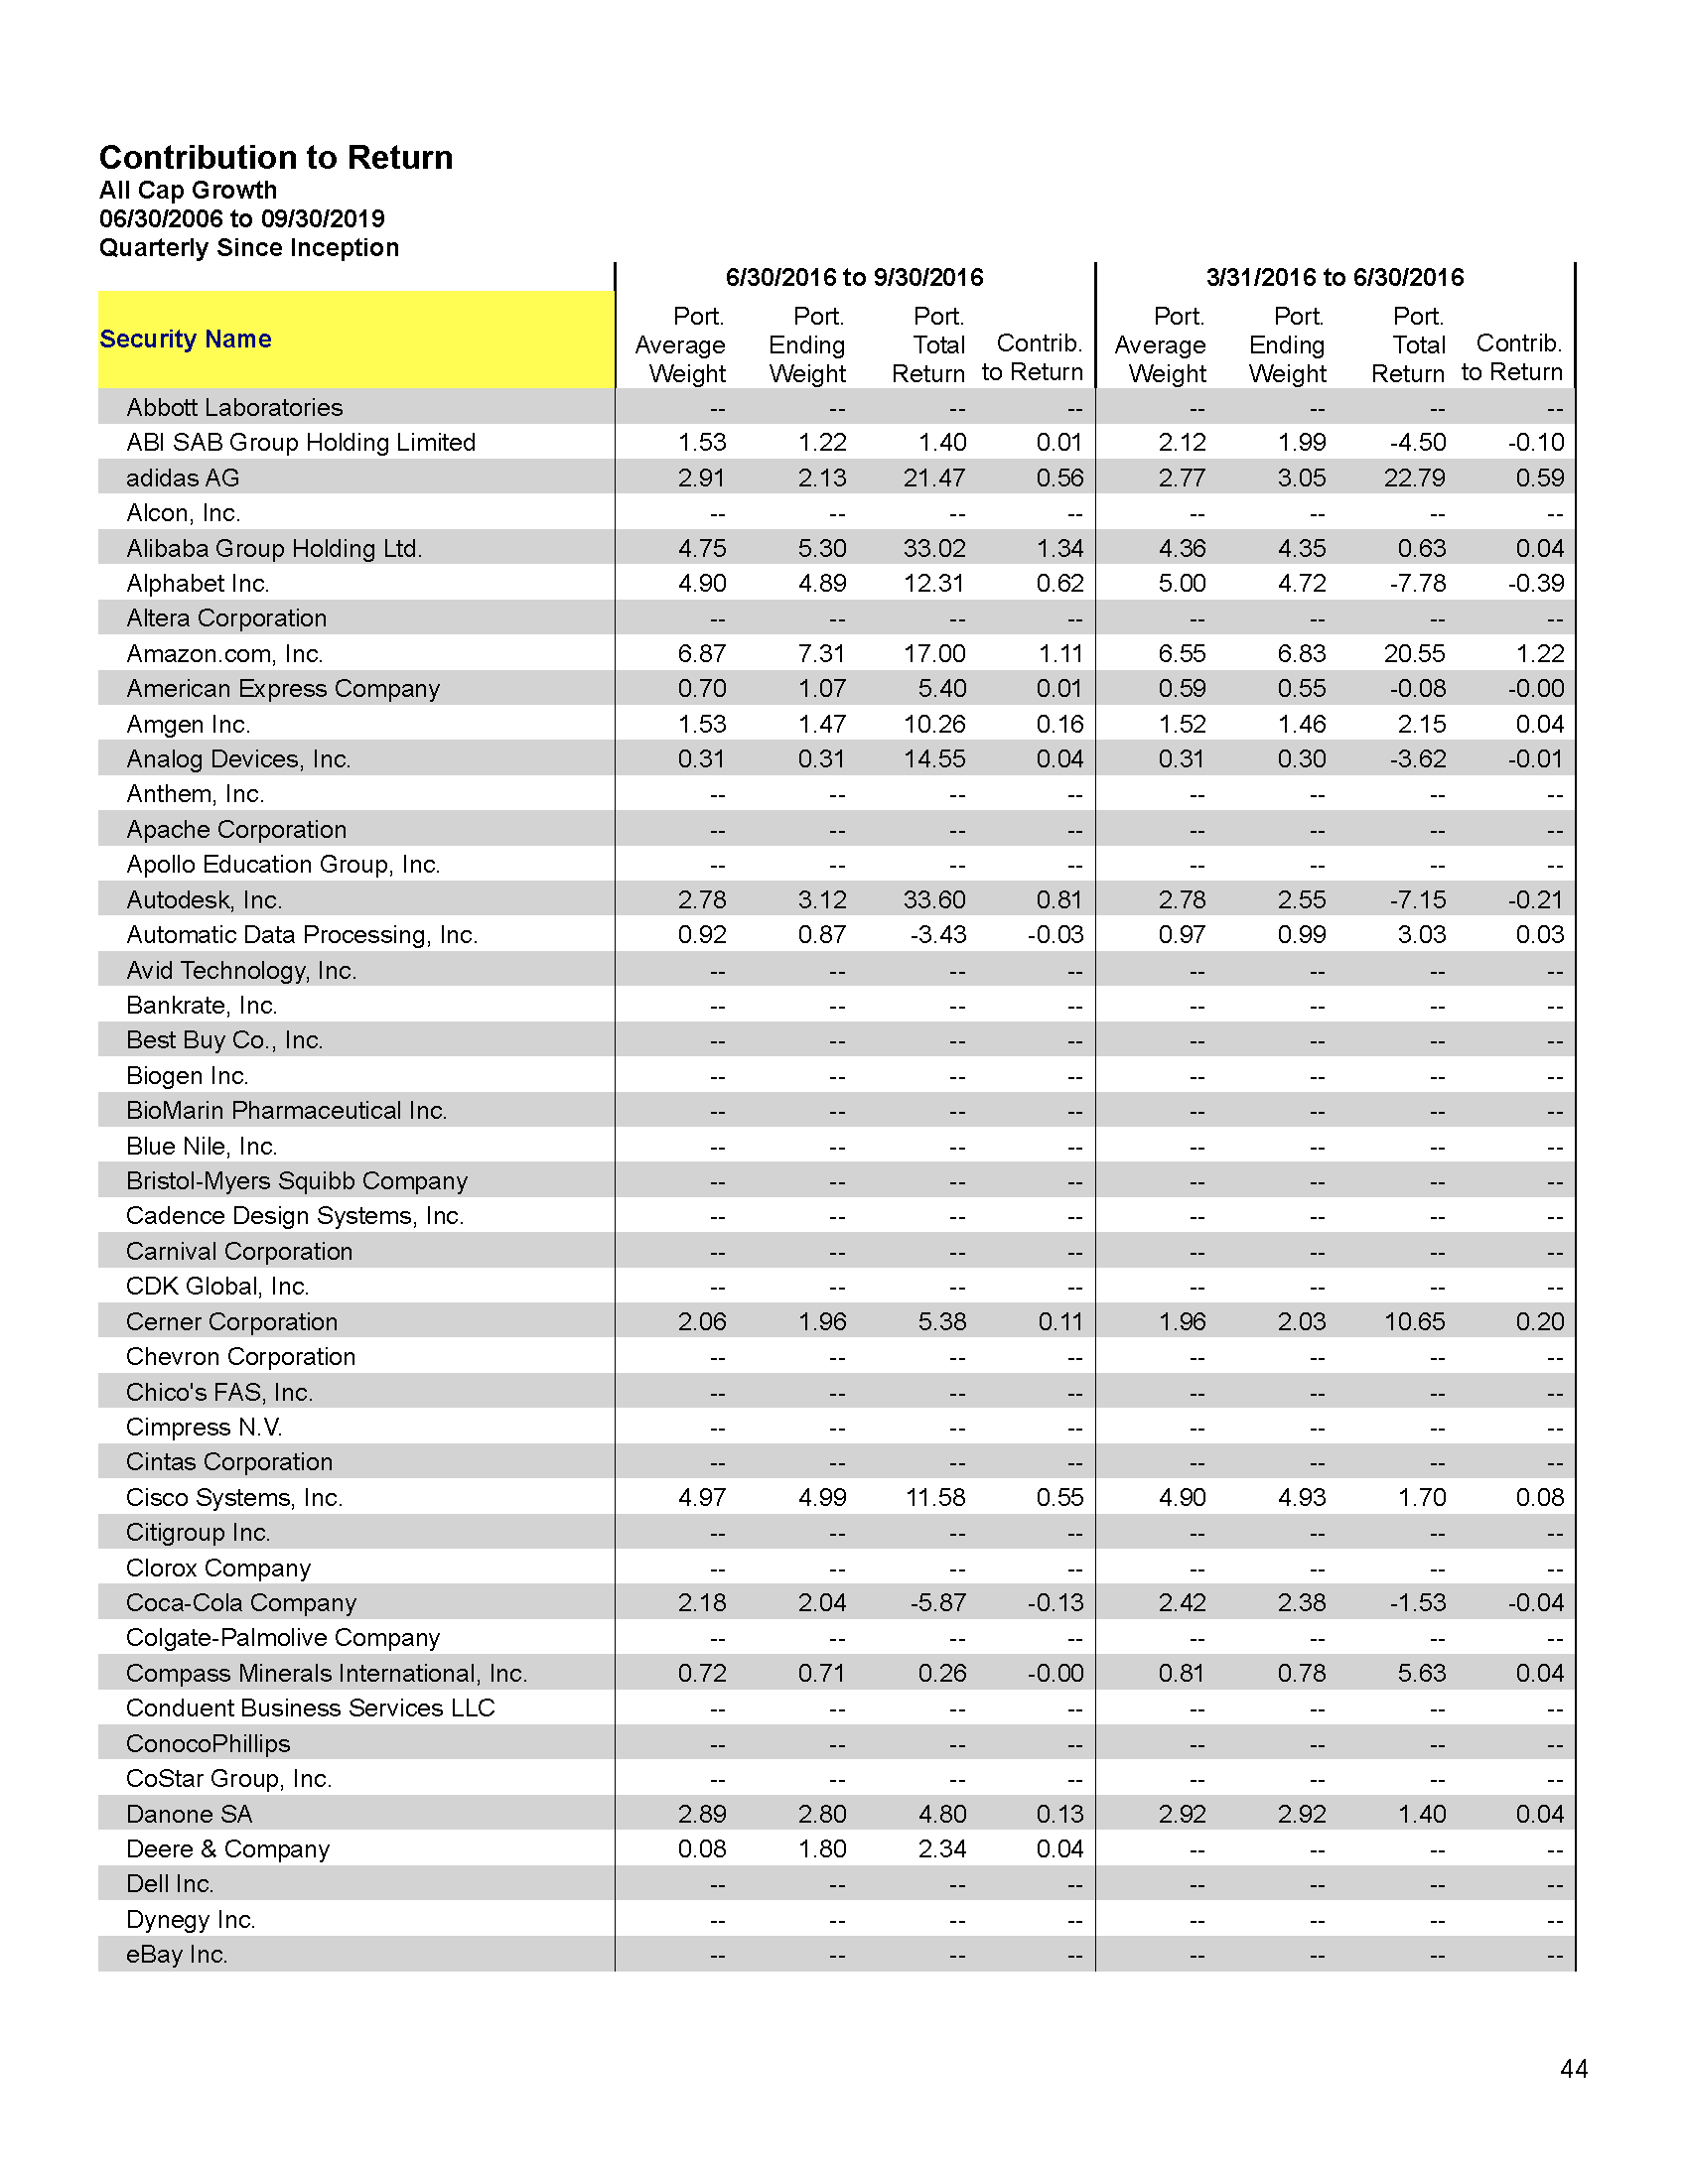 Contribution to Return
All Cap Growth
06/30/2006 to 09/30/2019
Quarterly Since Inception
6/30/2016 to 9/30/2016 3/31/2016 to 6/30/2016
Security Name Port. Average Weight Port. Ending Weight Port. Total Return Contrib. to Return Port. Average Weight Port. Ending Weight Port. Total Return Contrib. to Return
Abbott Laboratories -- -- -- -- -- -- -- --
ABI SAB Group Holding Limited 1.53 1.22 1.40 0.01 2.12 1.99 -4.50 -0.10
adidas AG 2.91 2.13 21.47 0.56 2.77 3.05 22.79 0.59
Alcon, Inc. -- -- -- -- -- -- -- --
Alibaba Group Holding Ltd. 4.75 5.30 33.02 1.34 4.36 4.35 0.63 0.04
Alphabet Inc. 4.90 4.89 12.31 0.62 5.00 4.72 -7.78 -0.39
Altera Corporation -- -- -- -- -- -- -- --
Amazon.com, Inc. 6.87 7.31 17.00 1.11 6.55 6.83 20.55 1.22
American Express Company 0.70 1.07 5.40 0.01 0.59 0.55 -0.08 -0.00
Amgen Inc. 1.53 1.47 10.26 0.16 1.52 1.46 2.15 0.04
Analog Devices, Inc. 0.31 0.31 14.55 0.04 0.31 0.30 -3.62 -0.01
Anthem, Inc. -- -- -- -- -- -- -- --
Apache Corporation -- -- -- -- -- -- -- --
Apollo Education Group, Inc. -- -- -- -- -- -- -- --
Autodesk, Inc. 2.78 3.12 33.60 0.81 2.78 2.55 -7.15 -0.21
Automatic Data Processing, Inc. 0.92 0.87 -3.43 -0.03 0.97 0.99 3.03 0.03
Avid Technology, Inc. -- -- -- -- -- -- -- --
Bankrate, Inc. -- -- -- -- -- -- -- --
Best Buy Co., Inc. -- -- -- -- -- -- -- --
Biogen Inc. -- -- -- -- -- -- -- --
BioMarin Pharmaceutical Inc. -- -- -- -- -- -- -- --
Blue Nile, Inc. -- -- -- -- -- -- -- --
Bristol-Myers Squibb Company -- -- -- -- -- -- -- --
Cadence Design Systems, Inc. -- -- -- -- -- -- -- --
Carnival Corporation -- -- -- -- -- -- -- --
CDK Global, Inc. -- -- -- -- -- -- -- --
Cerner Corporation 2.06 1.96 5.38 0.11 1.96 2.03 10.65 0.20
Chevron Corporation -- -- -- -- -- -- -- --
Chico's FAS, Inc. -- -- -- -- -- -- -- --
Cimpress N.V. -- -- -- -- -- -- -- --
Cintas Corporation -- -- -- -- -- -- -- --
Cisco Systems, Inc. 4.97 4.99 11.58 0.55 4.90 4.93 1.70 0.08
Citigroup Inc. -- -- -- -- -- -- -- --
Clorox Company -- -- -- -- -- -- -- --
Coca-Cola Company 2.18 2.04 -5.87 -0.13 2.42 2.38 -1.53 -0.04
Colgate-Palmolive Company -- -- -- -- -- -- -- --
Compass Minerals International, Inc. 0.72 0.71 0.26 -0.00 0.81 0.78 5.63 0.04
Conduent Business Services LLC -- -- -- -- -- -- -- --
ConocoPhillips -- -- -- -- -- -- -- --
CoStar Group, Inc. -- -- -- -- -- -- -- --
Danone SA 2.89 2.80 4.80 0.13 2.92 2.92 1.40 0.04
Deere & Company 0.08 1.80 2.34 0.04 -- -- -- --
Dell Inc. -- -- -- -- -- -- -- --
Dynegy Inc. -- -- -- -- -- -- -- --
eBay Inc. -- -- -- -- -- -- -- --
44